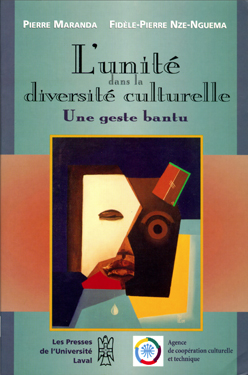 PIERRE MARANDA FIDÈLE-PIERRE NZE-NGUEMA
L'unité
dans la
diversité culturelle
Une geste bantu
Les Presses
de l'Université
Laval
Agence
de coopération culturelle
et technique